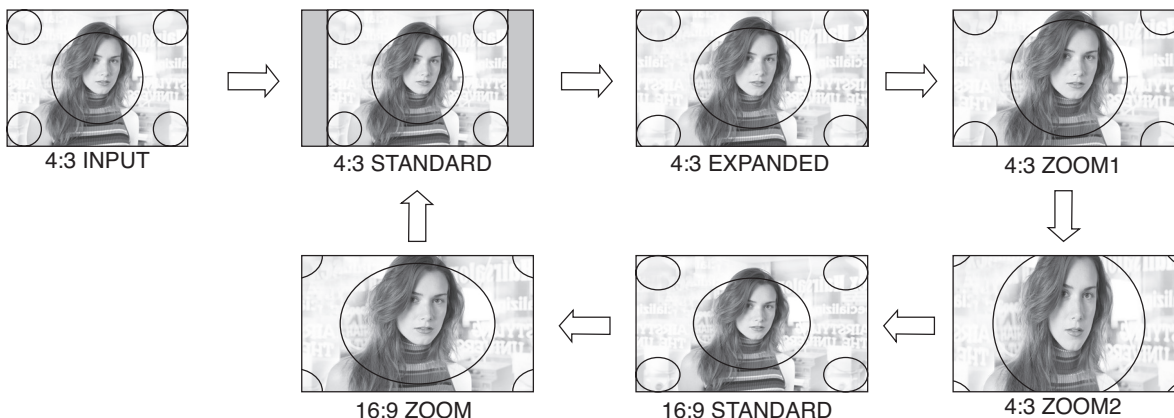 4:3 INPUT
4:3 STANDARD
4:3 EXPANDED
4:3 ZOOM1
16:9 ZOOM
16:9 STANDARD
4:3 ZOOM2